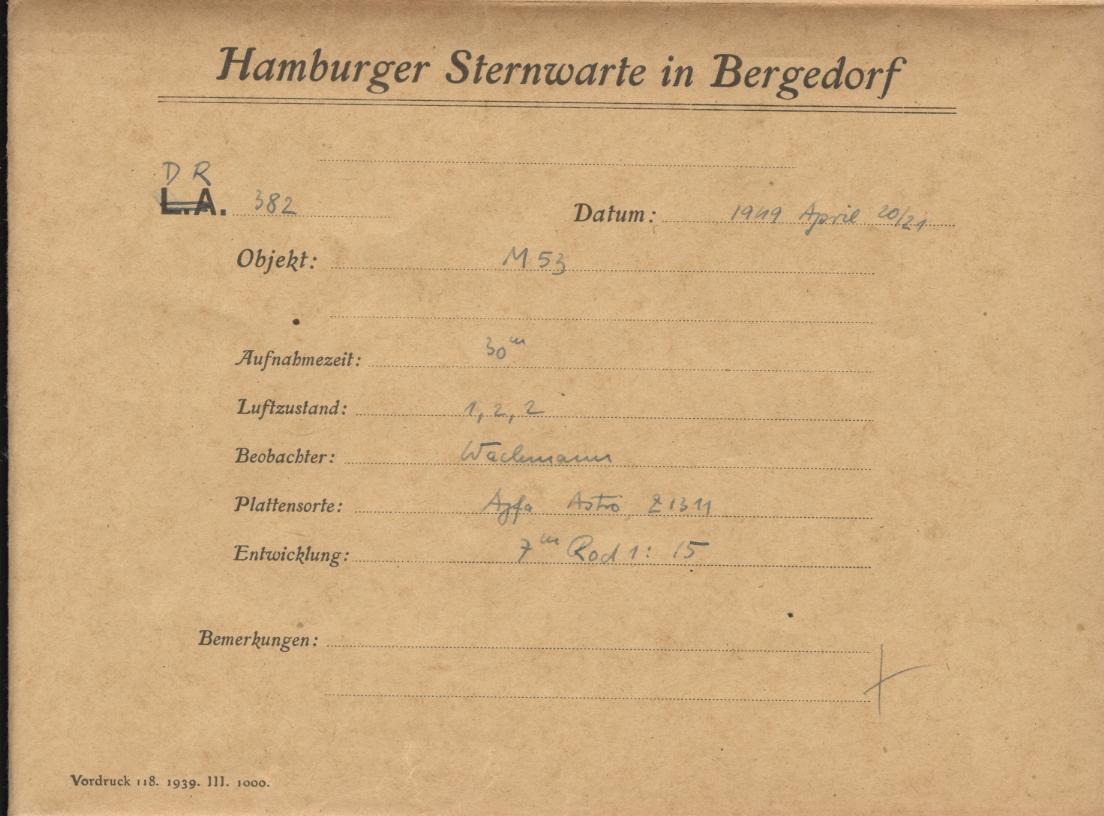 Hamburger Sternwarte in Bergedorf
D R
L.A. 382 Datum: 1949 April 20/21
Objekt: M 53
Aufnahmezeit: 30ᵐ
Luftzustand: 1, 2, 2
Beobachter: Wachmann
Plattensorte: Agfa Astro Z1311
Entwicklung: 7ᵐ Rod 1: 15
Bemerkungen:
Vordruck 118. 1939. III. 1000.